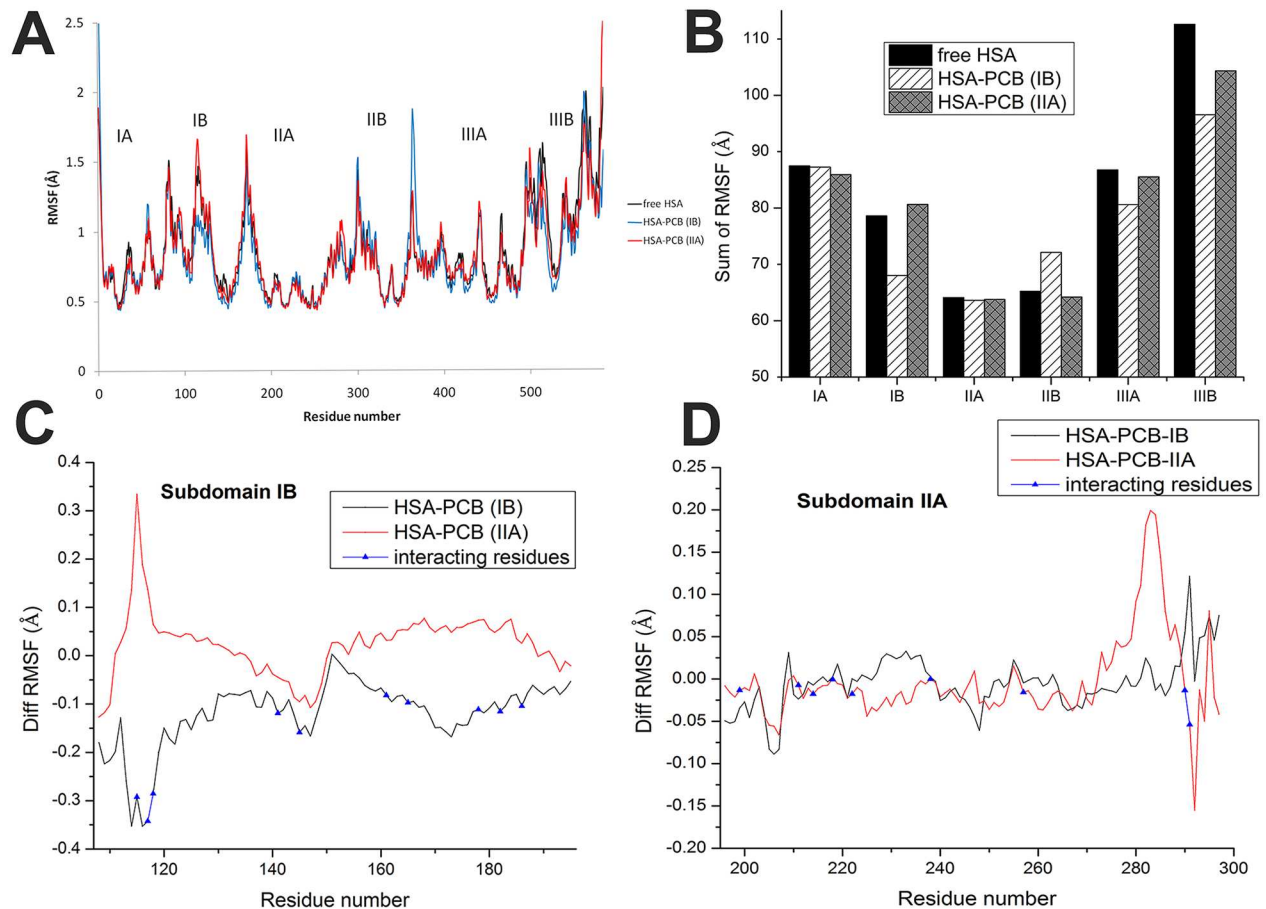 A
2.5
2
1.5
1
0.5
0
RMSF (Å)
IA
IB
IIA
IIB
IIIA
IIIB
free HSA
HSA-PCB (IB)
HSA-PCB (IIA)
0 100 200 300 400 500
Residue number
B
110
100
90
80
70
60
50
Sum of RMSF (Å)
free HSA
HSA-PCB (IB)
HSA-PCB (IIA)
IA IB IIA IIB IIIA IIIB
C
0.4
0.3
0.2
0.1
0.0
-0.1
-0.2
-0.3
-0.4
Diff RMSF (Å)
Subdomain IB
HSA-PCB (IB)
HSA-PCB (IIA)
interacting residues
120 140 160 180
Residue number
D
HSA-PCB-IB
HSA-PCB-IIA
interacting residues
0.25
0.20
0.15
0.10
0.05
0.00
-0.05
-0.10
-0.15
-0.20
Diff RMSF (Å)
Subdomain IIA
200 220 240 260 280 300
Residue number